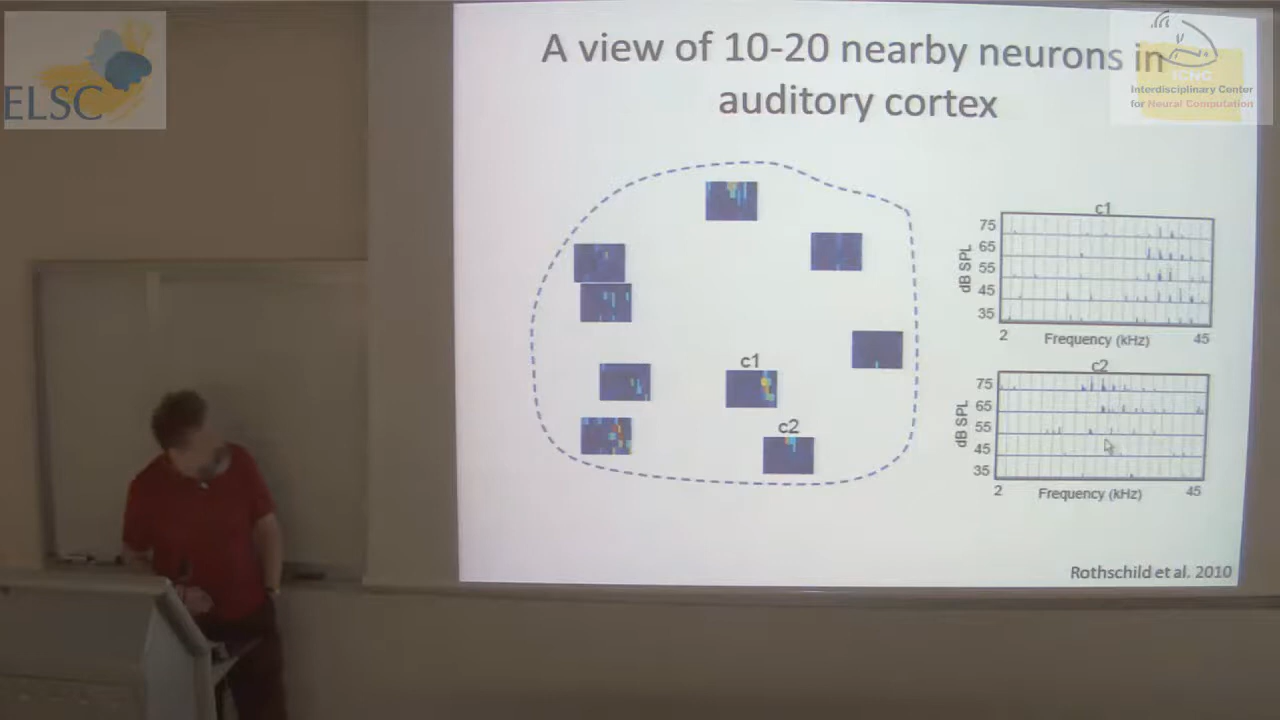 ELSC
A view of 10-20 nearby neurons in
auditory cortex
ICNC
Interdisciplinary Center
for Neural Computation
c1
c2
c1
75
65
55
45
35
dB SPL
2 Frequency (kHz) 45
c2
75
65
55
45
35
dB SPL
2 Frequency (kHz) 45
Rothschild et al. 2010